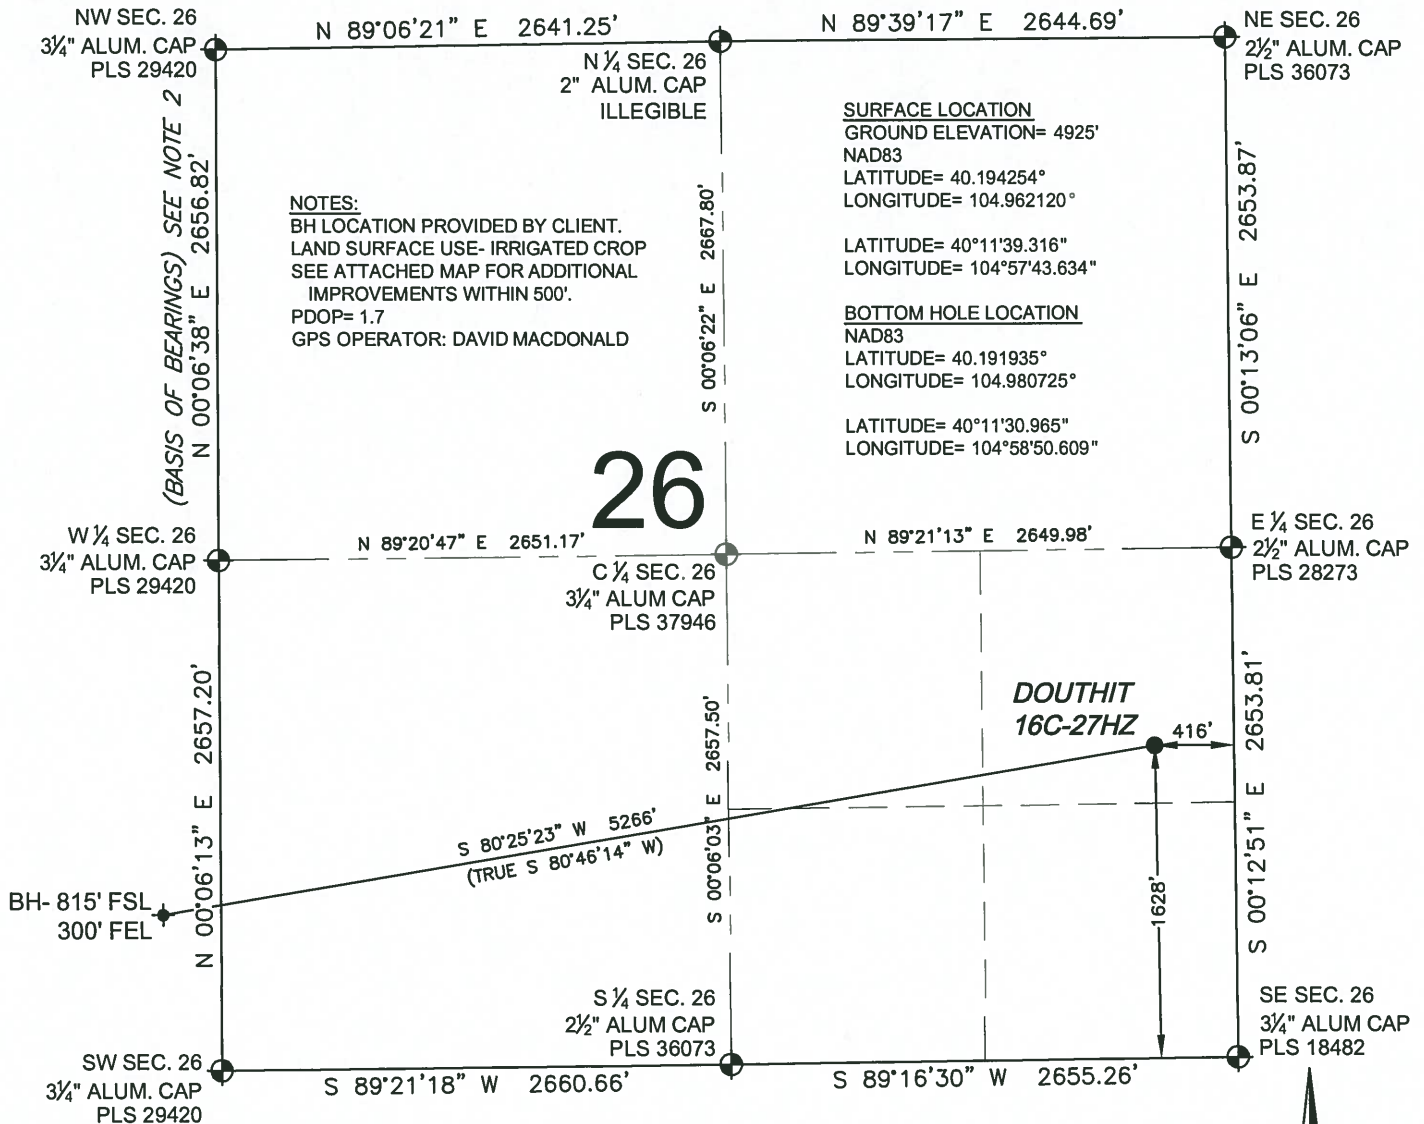 NW SEC. 26
3¼" ALUM. CAP
PLS 29420
N 89°06'21" E 2641.25'
N ¼ SEC. 26
2" ALUM. CAP
ILLEGIBLE
N 89°39'17" E 2644.69'
NE SEC. 26
2½" ALUM. CAP
PLS 36073
(BASIS OF BEARINGS) SEE NOTE 2
N 00°06'38" E 2656.82'
NOTES:
BH LOCATION PROVIDED BY CLIENT.
LAND SURFACE USE- IRRIGATED CROP
SEE ATTACHED MAP FOR ADDITIONAL
IMPROVEMENTS WITHIN 500'.
PDOP= 1.7
GPS OPERATOR: DAVID MACDONALD
S 00°06'22" E 2667.80'
SURFACE LOCATION
GROUND ELEVATION= 4925'
NAD83
LATITUDE= 40.194254°
LONGITUDE= 104.962120°
LATITUDE= 40°11'39.316"
LONGITUDE= 104°57'43.634"
BOTTOM HOLE LOCATION
NAD83
LATITUDE= 40.191935°
LONGITUDE= 104.980725°
LATITUDE= 40°11'30.965"
LONGITUDE= 104°58'50.609"
S 00°13'06" E 2653.87'
26
W ¼ SEC. 26
3¼" ALUM. CAP
PLS 29420
N 89°20'47" E 2651.17'
C ¼ SEC. 26
3¼" ALUM CAP
PLS 37946
N 89°21'13" E 2649.98'
E ¼ SEC. 26
2½" ALUM. CAP
PLS 28273
N 00°06'13" E 2657.20'
S 00°06'03" E 2657.50'
DOUTHIT
16C-27HZ
416'
1628'
S 00°12'51" E 2653.81'
S 80°25'23" W 5266'
(TRUE S 80°46'14" W)
BH- 815' FSL
300' FEL
SW SEC. 26
3¼" ALUM. CAP
PLS 29420
S 89°21'18" W 2660.66'
S ¼ SEC. 26
2½" ALUM CAP
PLS 36073
S 89°16'30" W 2655.26'
SE SEC. 26
3¼" ALUM CAP
PLS 18482